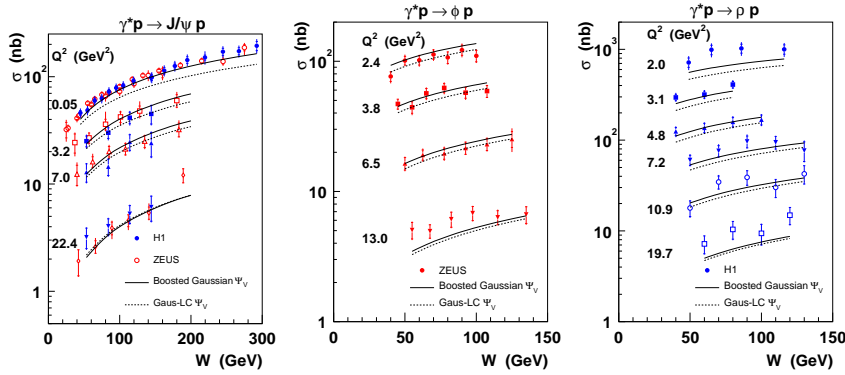 γ*p → J/ψ p
σ (nb)
Q² (GeV²)
10²
10
1
0.05
3.2
7.0
22.4
H1
ZEUS
Boosted Gaussian Ψ_V
Gaus-LC Ψ_V
0 100 200 300
W (GeV)
γ*p → ϕ p
σ (nb)
Q² (GeV²)
10²
10
1
2.4
3.8
6.5
13.0
ZEUS
Boosted Gaussian Ψ_V
Gaus-LC Ψ_V
0 50 100 150
W (GeV)
γ*p → ρ p
σ (nb)
Q² (GeV²)
10³
10²
10
1
2.0
3.1
4.8
7.2
10.9
19.7
H1
Boosted Gaussian Ψ_V
Gaus-LC Ψ_V
0 50 100 150
W (GeV)